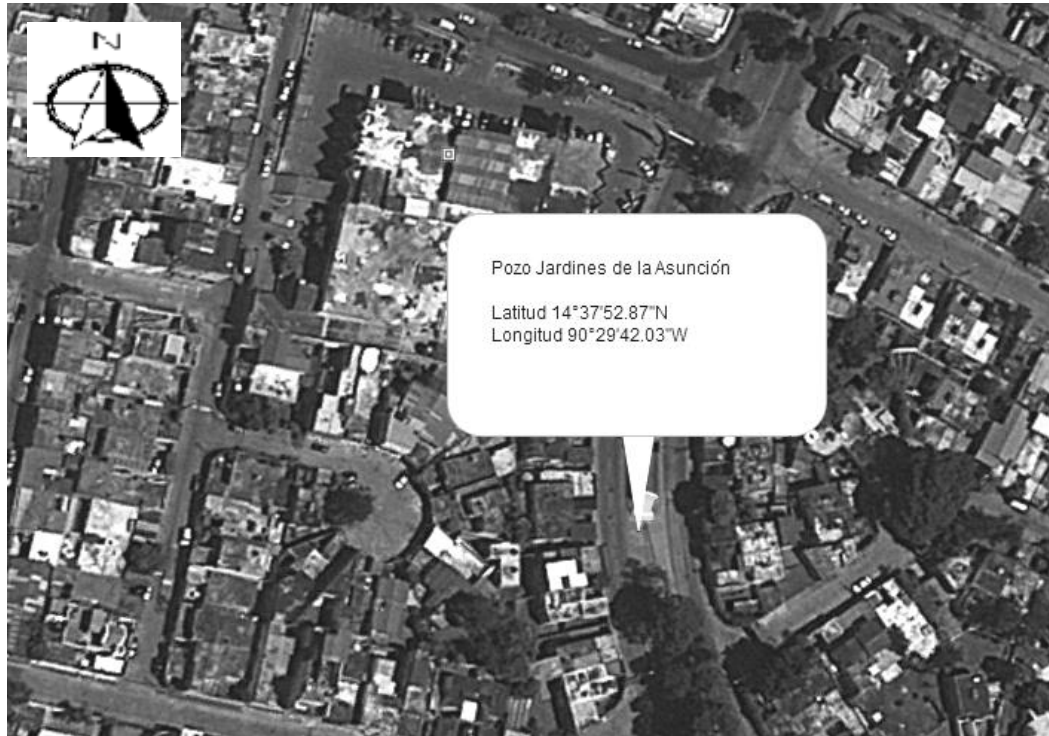 N
Pozo Jardines de la Asunción
Latitud 14°37'52.87"N
Longitud 90°29'42.03"W